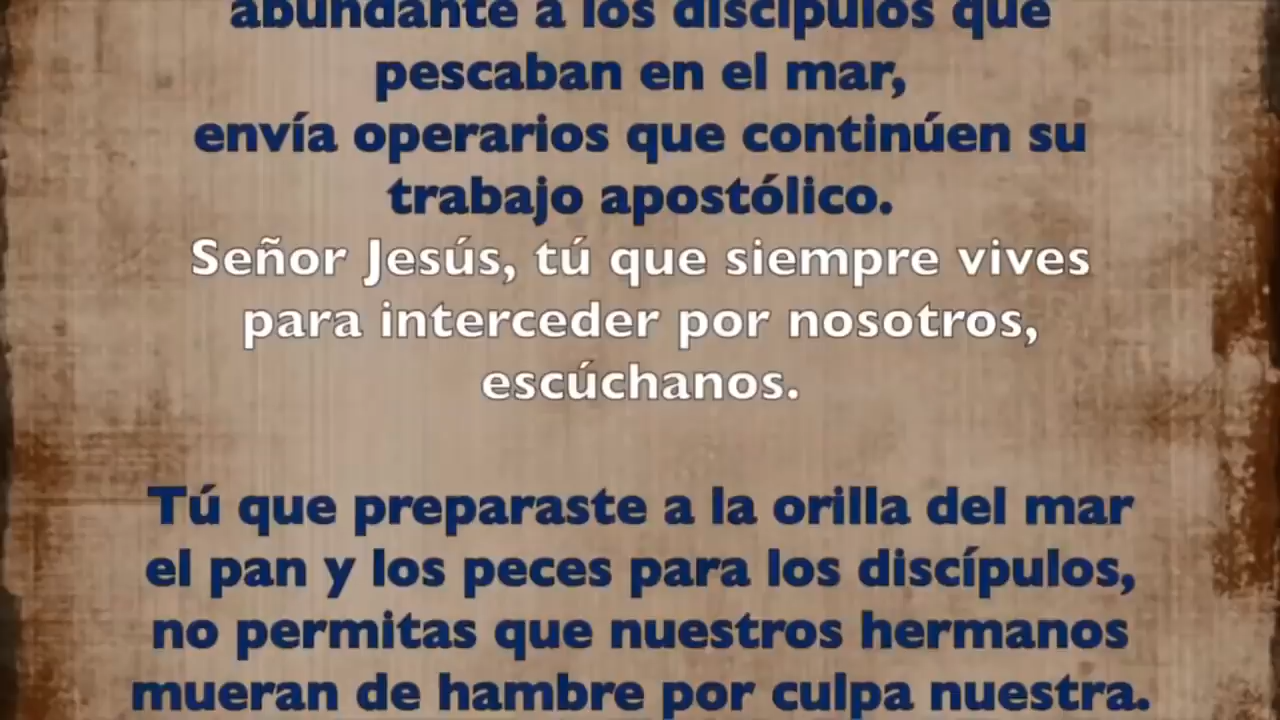 abundante a los discípulos que
pescaban en el mar,
envía operarios que continúen su
trabajo apostólico.
Señor Jesús, tú que siempre vives
para interceder por nosotros,
escúchanos.
Tú que preparaste a la orilla del mar
el pan y los peces para los discípulos,
no permitas que nuestros hermanos
mueran de hambre por culpa nuestra.